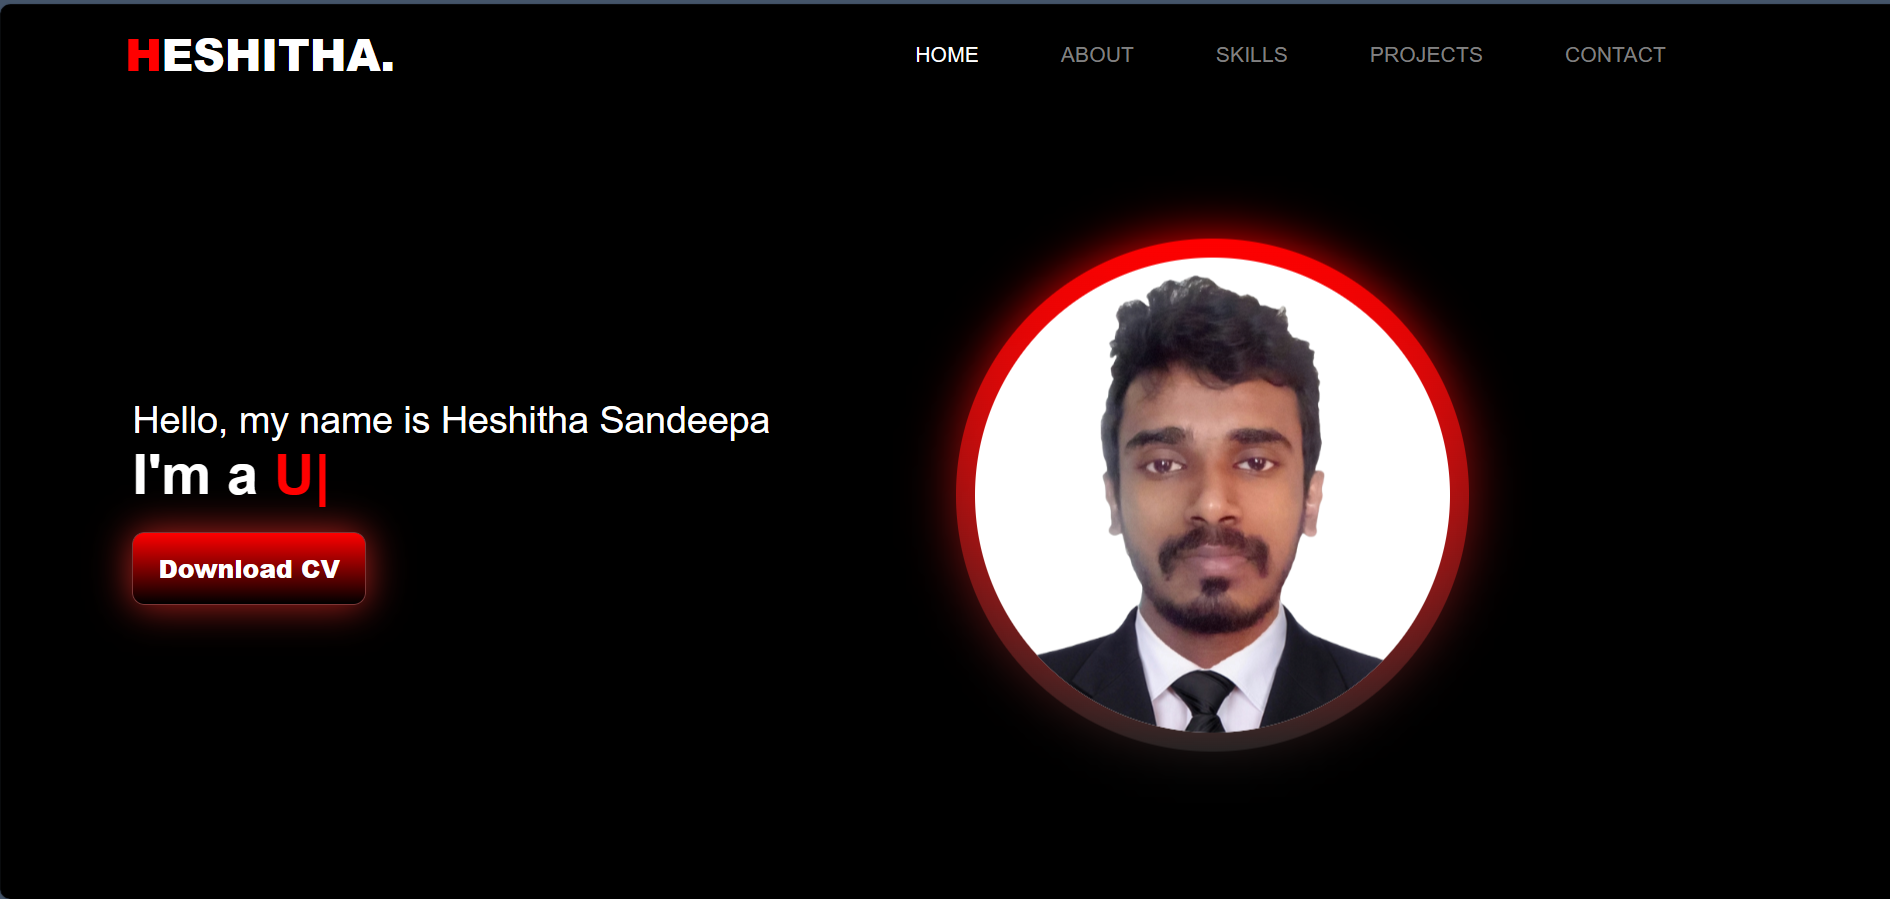 HESHITHA.
HOME ABOUT SKILLS PROJECTS CONTACT
Hello, my name is Heshitha Sandeepa
I'm a U|
Download CV